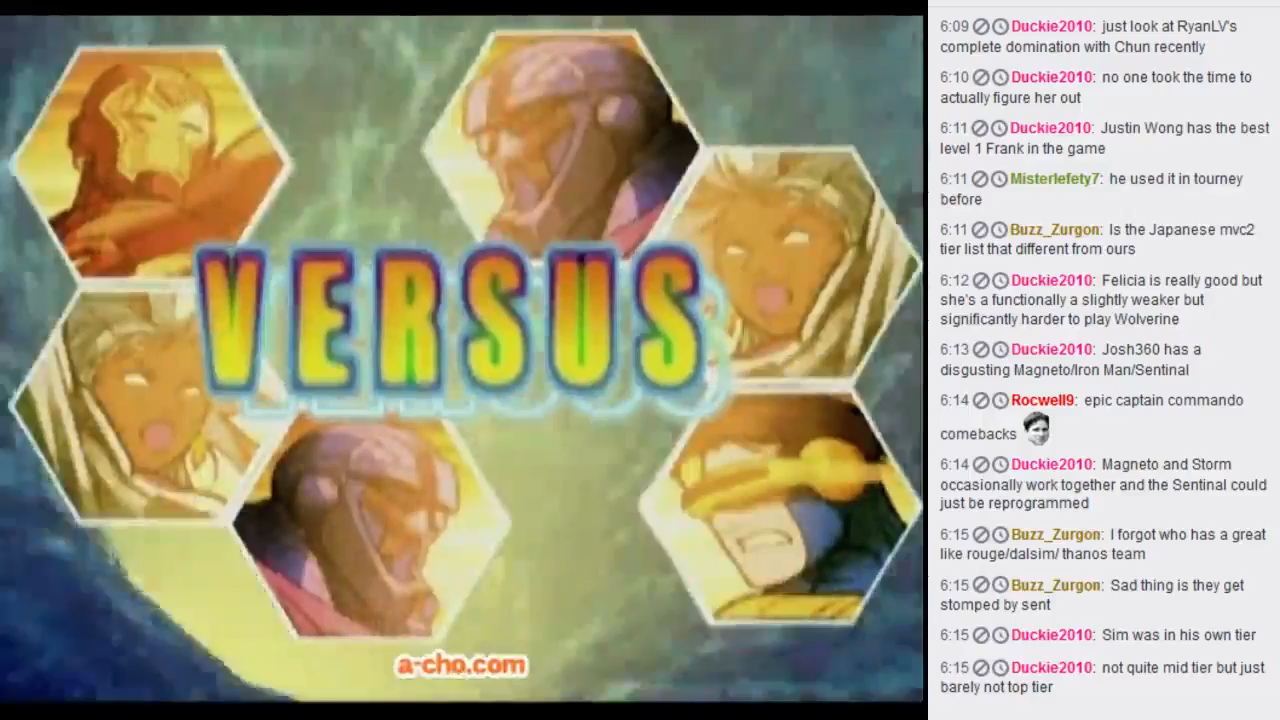 VERSUS
a-cho.com
6:09 Duckie2010: just look at RyanLV's
complete domination with Chun recently
6:10 Duckie2010: no one took the time to
actually figure her out
6:11 Duckie2010: Justin Wong has the best
level 1 Frank in the game
6:11 Misterlefety7: he used it in tourney
before
6:11 Buzz_Zurgon: Is the Japanese mvc2
tier list that different from ours
6:12 Duckie2010: Felicia is really good but
she's a functionally a slightly weaker but
significantly harder to play Wolverine
6:13 Duckie2010: Josh360 has a
disgusting Magneto/Iron Man/Sentinal
6:14 Rocwell9: epic captain commando
comebacks
6:14 Duckie2010: Magneto and Storm
occasionally work together and the Sentinal could
just be reprogrammed
6:15 Buzz_Zurgon: I forgot who has a great
like rouge/dalsim/ thanos team
6:15 Buzz_Zurgon: Sad thing is they get
stomped by sent
6:15 Duckie2010: Sim was in his own tier
6:15 Duckie2010: not quite mid tier but just
barely not top tier